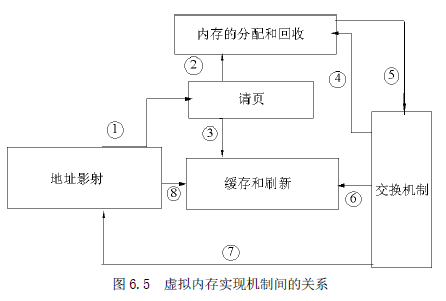 内存的分配和回收
②
④
⑤
请页
①
③
地址影射
⑧
缓存和刷新
⑥
交换机制
⑦
图 6.5 虚拟内存实现机制间的关系